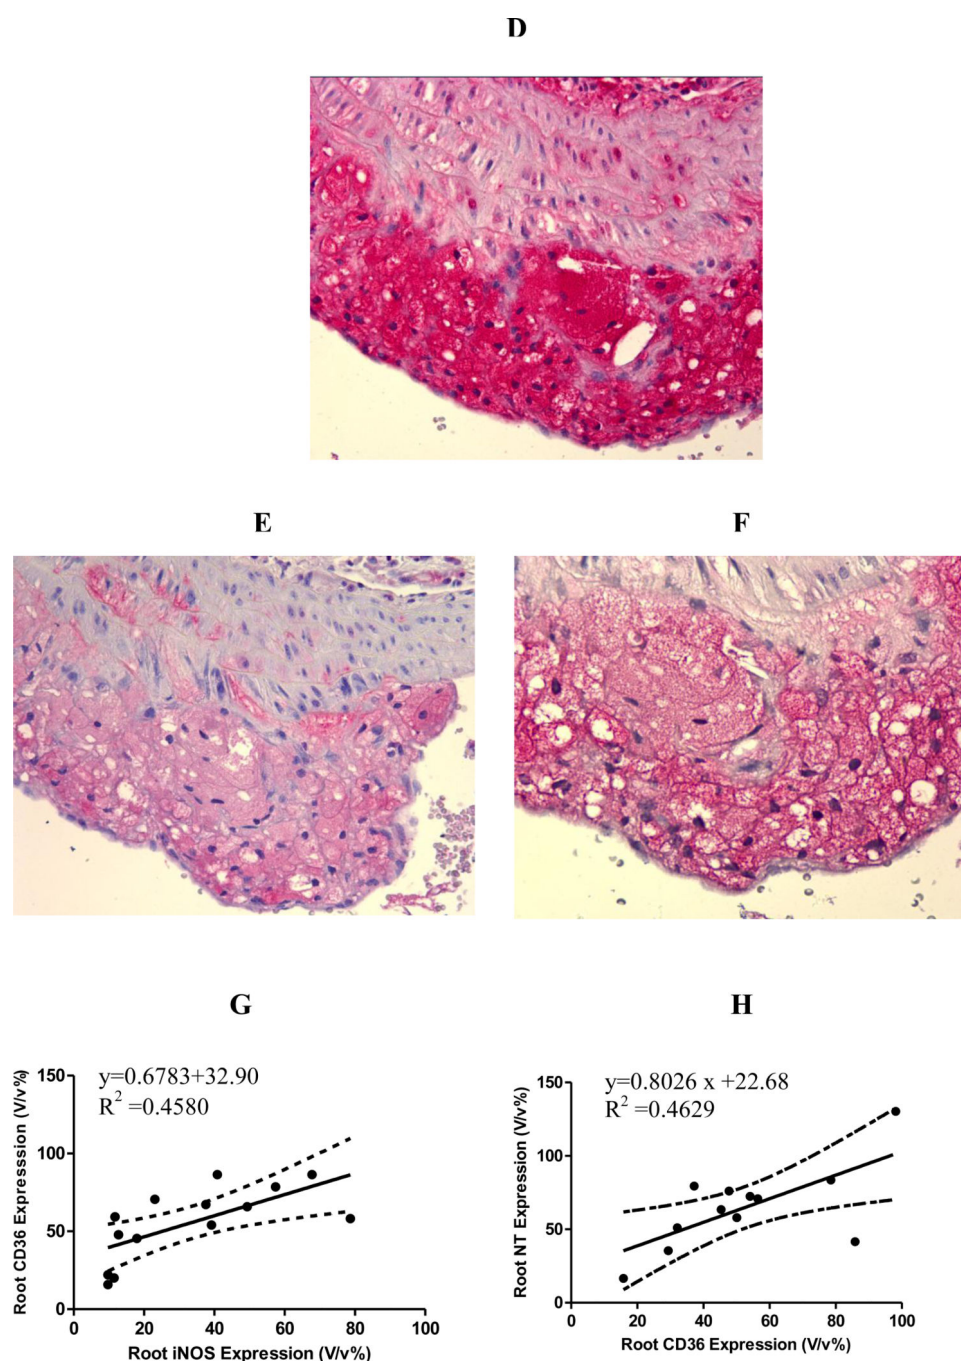 D
E
F
G
H
y=0.6783+32.90
R² =0.4580
Root CD36 Expresssion (V/v%)
150
100
50
0
0 20 40 60 80 100
Root iNOS Expression (V/v%)
y=0.8026 x +22.68
R² =0.4629
Root NT Expression (V/v%)
150
100
50
0
0 20 40 60 80 100
Root CD36 Expression (V/v%)